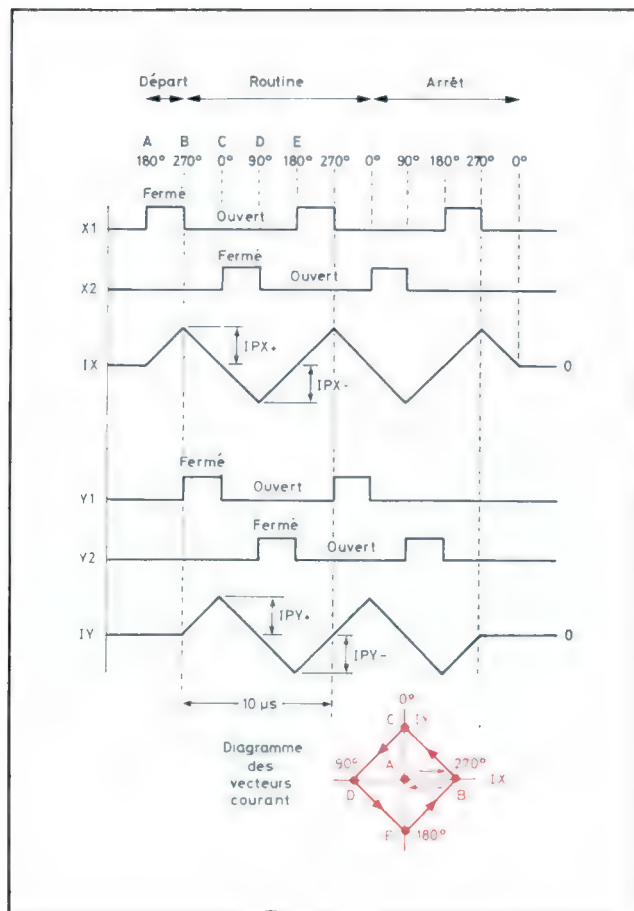 Départ Routine Arrêt
A B C D E
180° 270° 0° 90° 180° 270° 0° 90° 180° 270° 0°
Fermé
X1 Ouvert
Fermé
X2 Ouvert
IPX+
IX 0
IPX-
Fermé
Y1 Ouvert
Fermé
Y2 Ouvert
IPY+
IY 0
IPY-
10 µs
0°
C IY
Diagramme
des
vecteurs
courant
90° A 270° IX
D B
E 180°